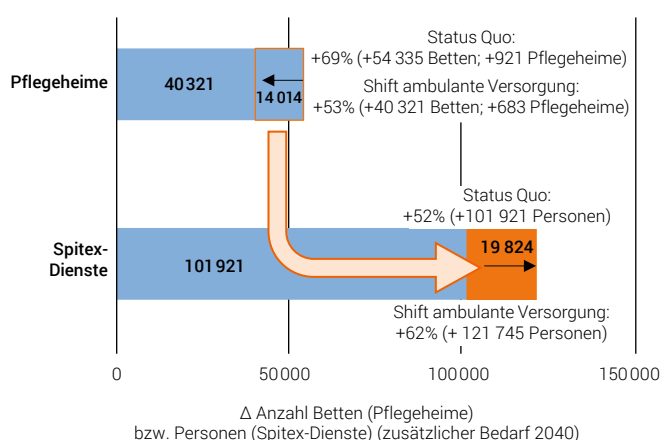 Status Quo:
+69% (+54 335 Betten; +921 Pflegeheime)
Pflegeheime
40 321
14 014
Shift ambulante Versorgung:
+53% (+40 321 Betten; +683 Pflegeheime)
Status Quo:
+52% (+101 921 Personen)
Spitex-
Dienste
101 921
19 824
Shift ambulante Versorgung:
+62% (+ 121 745 Personen)
0
50 000
100 000
150 000
Δ Anzahl Betten (Pflegeheime)
bzw. Personen (Spitex-Dienste) (zusätzlicher Bedarf 2040)